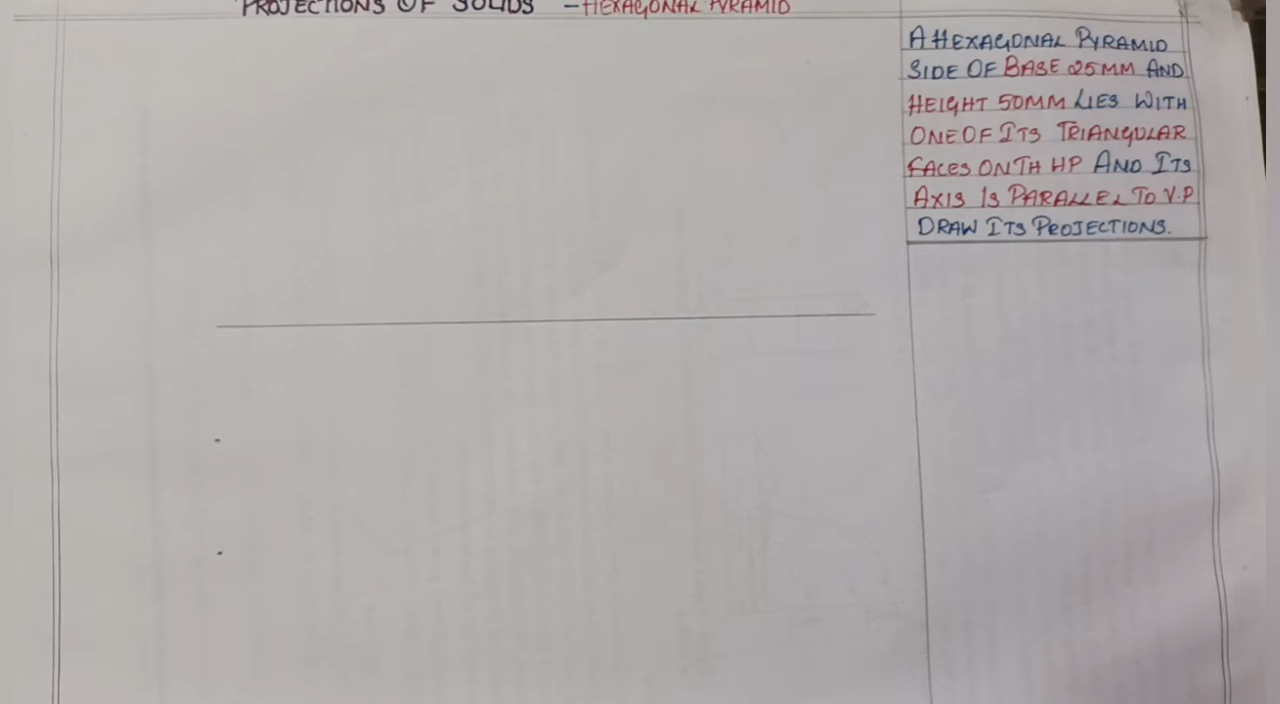 PROJECTIONS OF SOLIDS - HEXAGONAL PYRAMID
A HEXAGONAL PYRAMID
SIDE OF BASE 25MM AND
HEIGHT 50MM LIES WITH
ONE OF ITS TRIANGULAR
FACES ON TH HP AND ITS
AXIS IS PARALLEL TO V.P
DRAW ITS PROJECTIONS.